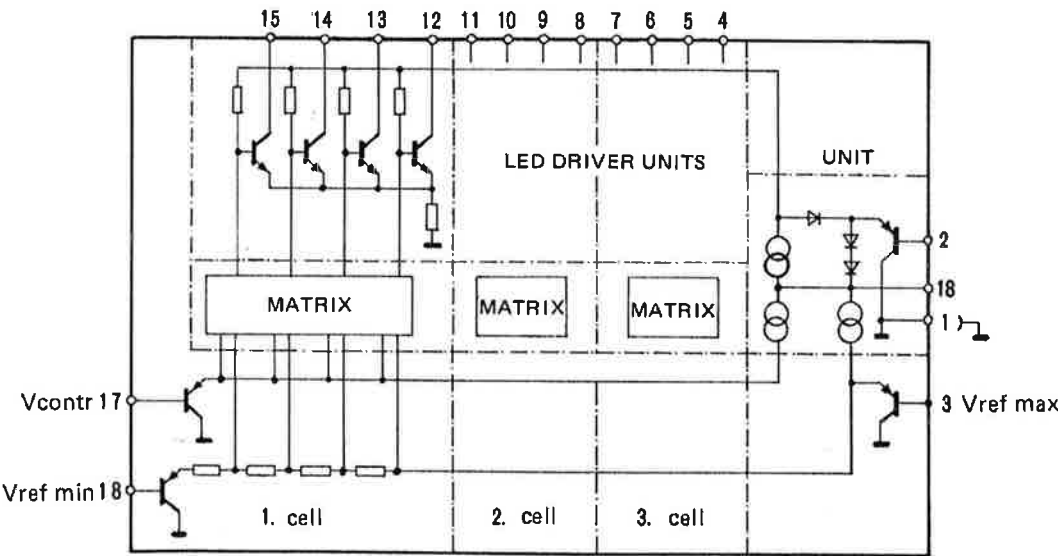 15 14 13 12 11 10 9 8 7 6 5 4
LED DRIVER UNITS
UNIT
2
MATRIX
MATRIX
MATRIX
18
1
Vcontr 17
3 Vref max
Vref min 18
1. cell
2. cell
3. cell